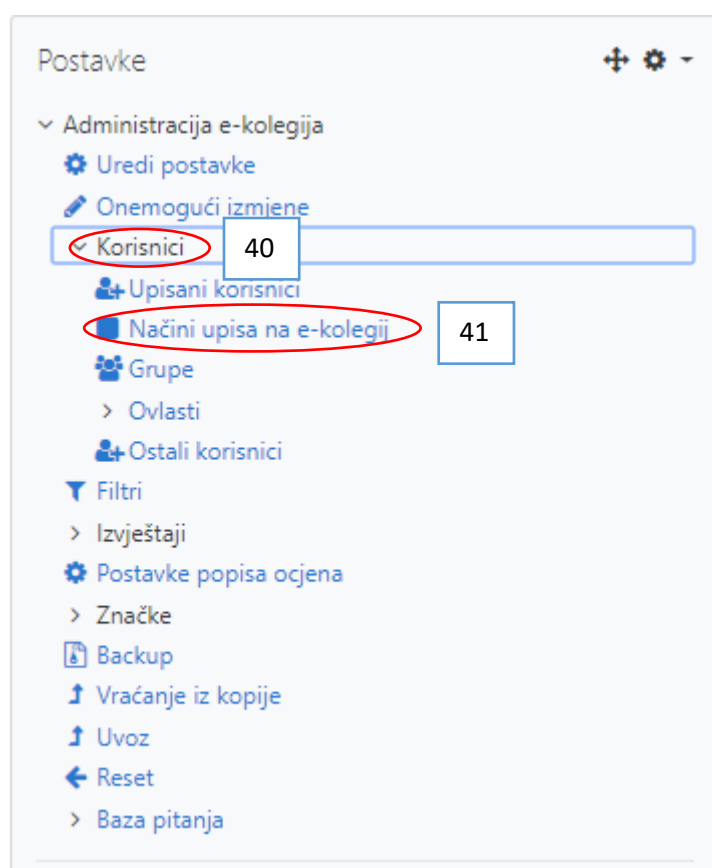 Postavke
Administracija e-kolegija
Uredi postavke
Onemogući izmjene
Korisnici 40
Upisani korisnici
Načini upisa na e-kolegij 41
Grupe
Ovlasti
Ostali korisnici
Filtri
Izvještaji
Postavke popisa ocjena
Značke
Backup
Vraćanje iz kopije
Uvoz
Reset
Baza pitanja